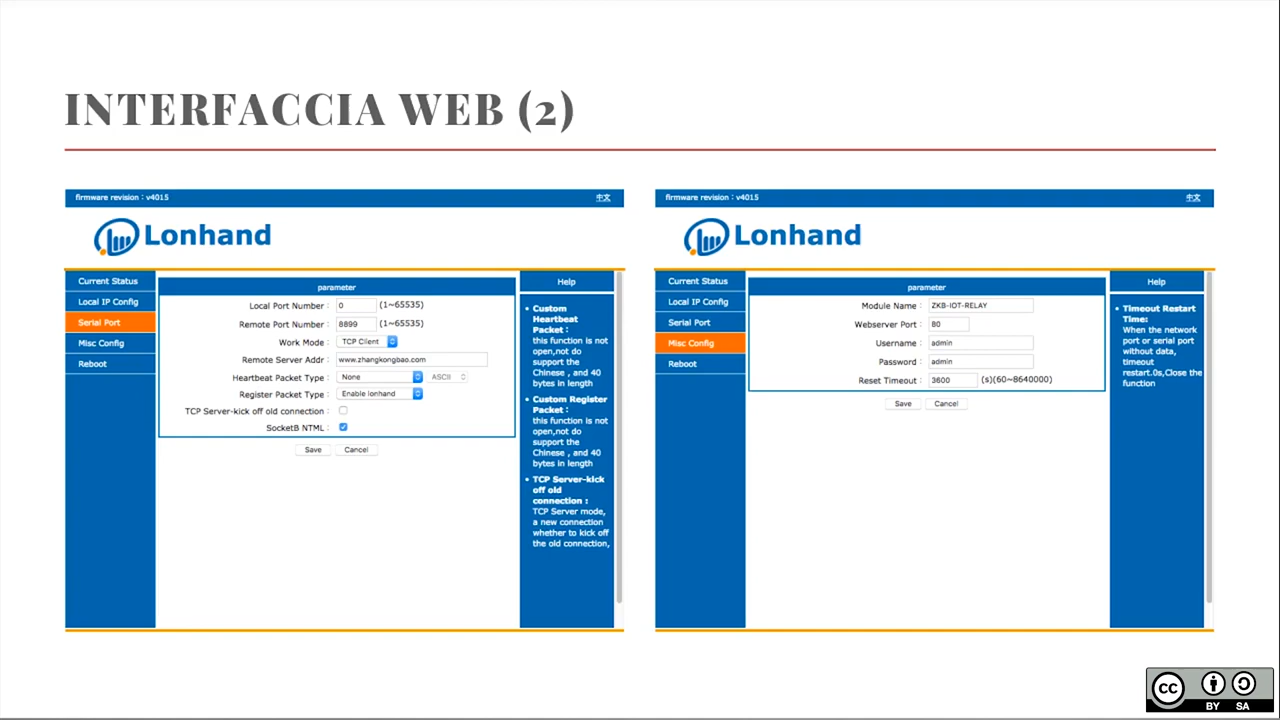 INTERFACCIA WEB (2)
firmware revision : v4015 中文
Lonhand
Current Status
Local IP Config
Serial Port
Misc Config
Reboot
parameter
Local Port Number : 0 (1~65535)
Remote Port Number : 8899 (1~65535)
Work Mode : TCP Client
Remote Server Addr : www.zhangkongbao.com
Heartbeat Packet Type : None ASCII
Register Packet Type : Enable lonhand
TCP Server-kick off old connection :
SocketB NTML :
Save Cancel
Help
Custom
Heartbeat
Packet :
this function is not
open,not do
support the
Chinese , and 40
bytes in length
Custom Register
Packet :
this function is not
open,not do
support the
Chinese , and 40
bytes in length
TCP Server-kick
off old
connection :
TCP Server mode,
a new connection
whether to kick off
the old connection,
firmware revision : v4015 中文
Lonhand
Current Status
Local IP Config
Serial Port
Misc Config
Reboot
parameter
Module Name : ZKB-IOT-RELAY
Webserver Port : 80
Username : admin
Password : admin
Reset Timeout : 3600 (s)(60~8640000)
Save Cancel
Help
Timeout Restart
Time:
When the network
port or serial port
without data,
timeout
restart.0s,Close the
function
cc BY SA